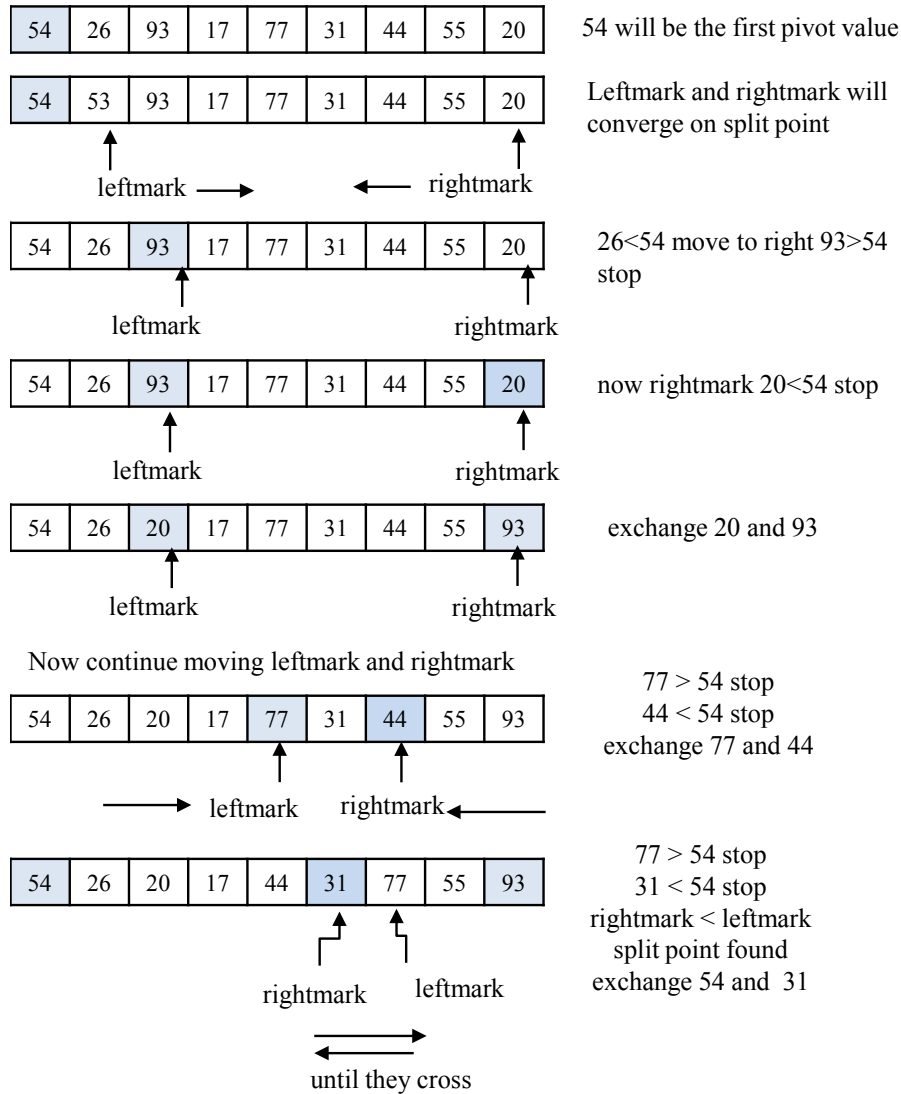 54 26 93 17 77 31 44 55 20
54 will be the first pivot value
54 53 93 17 77 31 44 55 20
Leftmark and rightmark will
converge on split point
leftmark
rightmark
54 26 93 17 77 31 44 55 20
26<54 move to right 93>54
stop
leftmark
rightmark
54 26 93 17 77 31 44 55 20
now rightmark 20<54 stop
leftmark
rightmark
54 26 20 17 77 31 44 55 93
exchange 20 and 93
leftmark
rightmark
Now continue moving leftmark and rightmark
54 26 20 17 77 31 44 55 93
77 > 54 stop
44 < 54 stop
exchange 77 and 44
leftmark
rightmark
54 26 20 17 44 31 77 55 93
77 > 54 stop
31 < 54 stop
rightmark < leftmark
split point found
exchange 54 and 31
rightmark
leftmark
until they cross